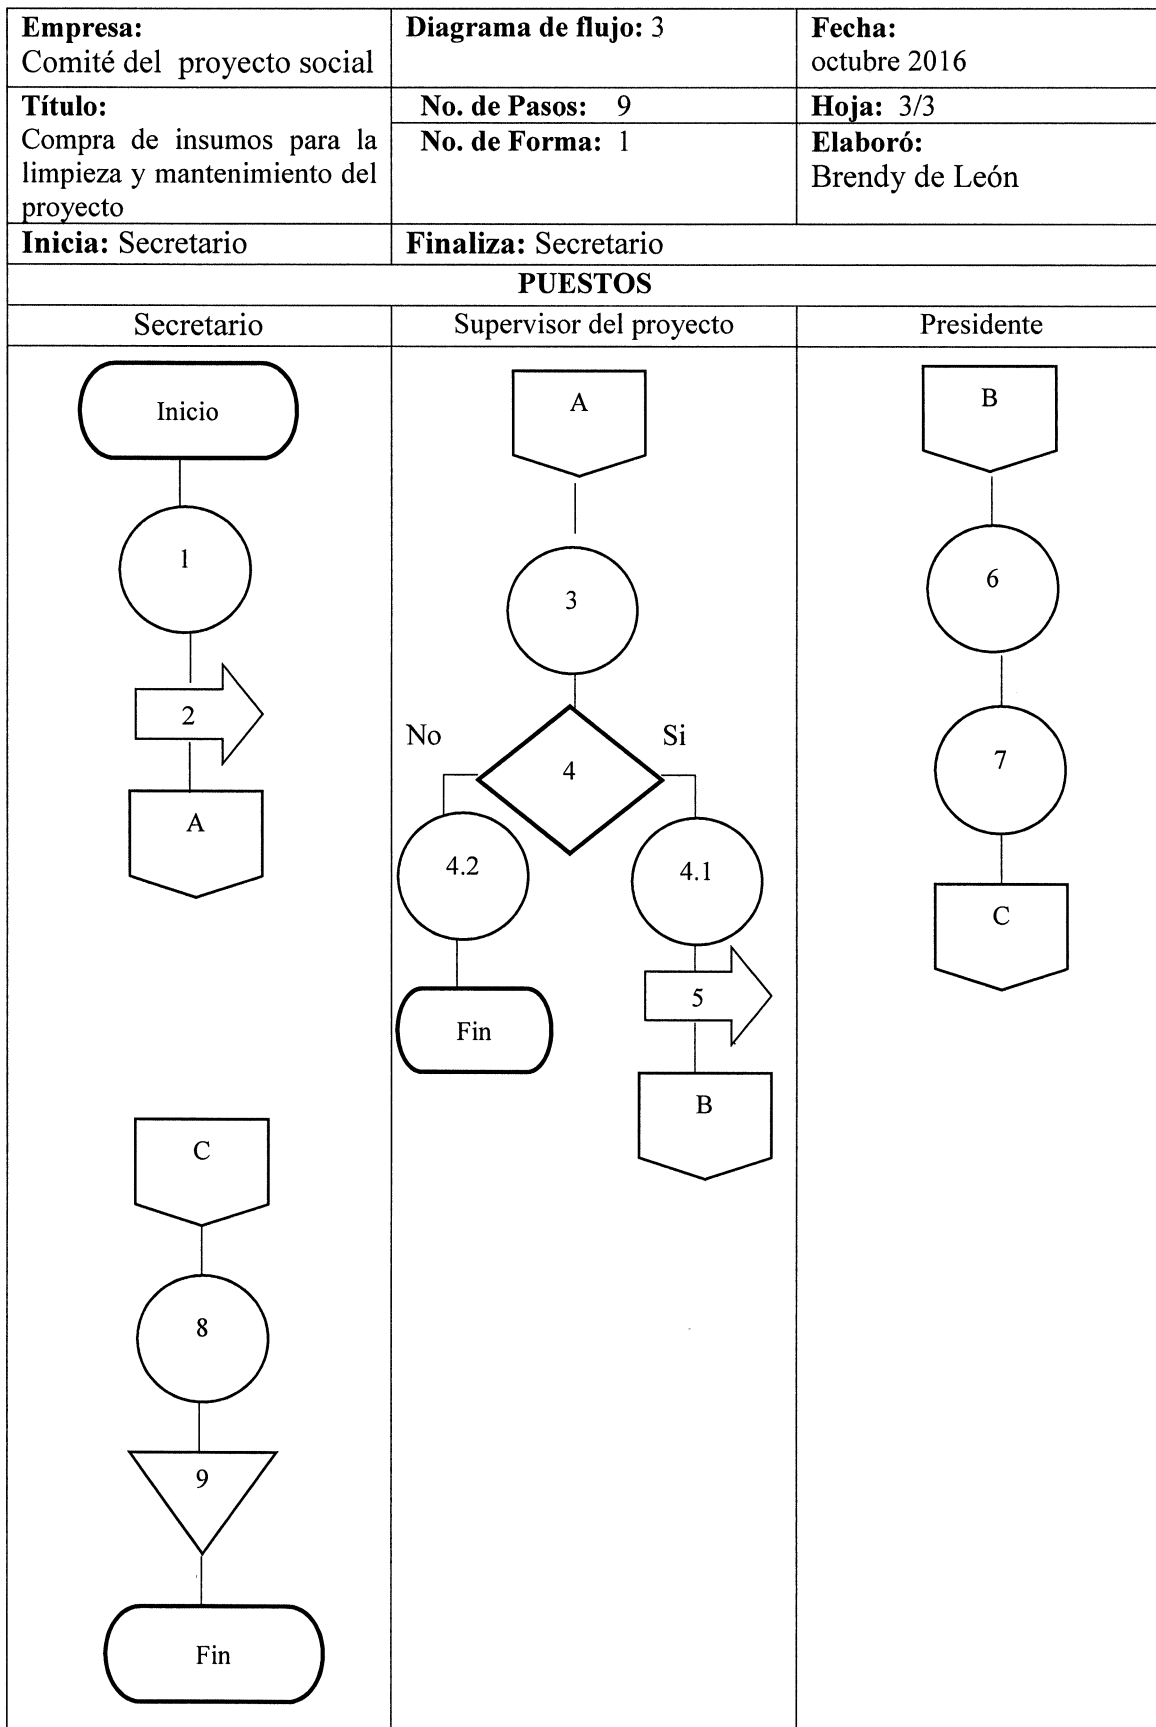 Empresa:
Comité del proyecto social
Diagrama de flujo: 3
Fecha:
octubre 2016
Título:
Compra de insumos para la
limpieza y mantenimiento del
proyecto
No. de Pasos: 9
No. de Forma: 1
Hoja: 3/3
Elaboró:
Brendy de León
Inicia: Secretario
Finaliza: Secretario
PUESTOS
Secretario
Supervisor del proyecto
Presidente
Inicio
1
2
A
A
3
No
4
Si
4.2
4.1
Fin
5
B
B
6
7
C
C
8
9
Fin